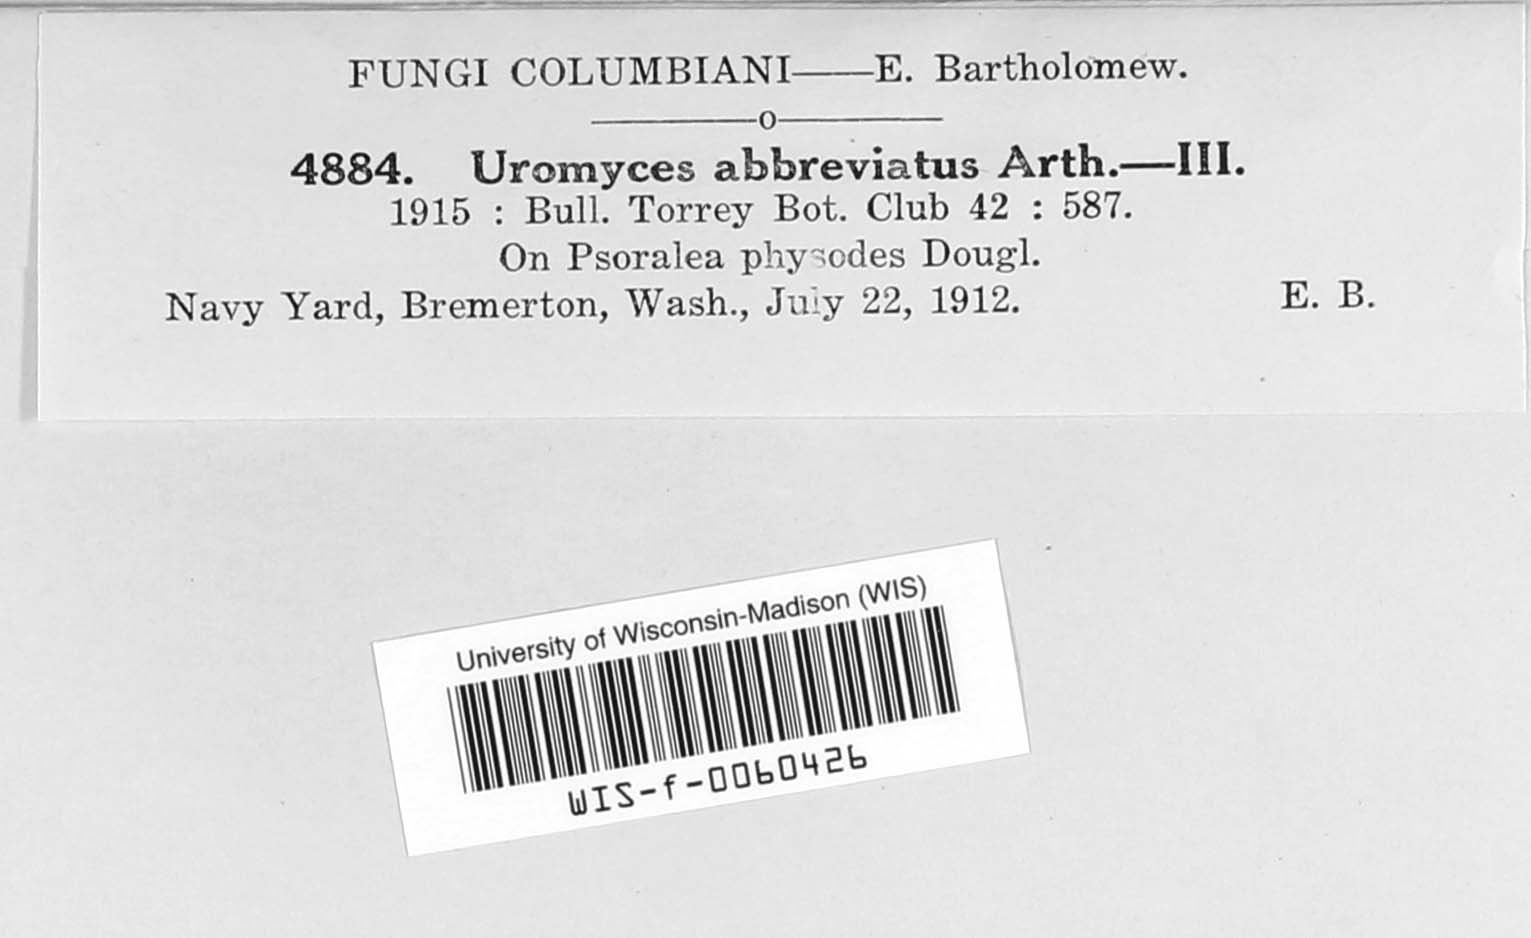 FUNGI COLUMBIANI——E. Bartholomew.
o
4884. Uromyces abbreviatus Arth.—III.
1915 : Bull. Torrey Bot. Club 42 : 587.
On Psoralea physodes Dougl.
Navy Yard, Bremerton, Wash., July 22, 1912. E. B.
University of Wisconsin-Madison (WIS)
WIS-f-0060426